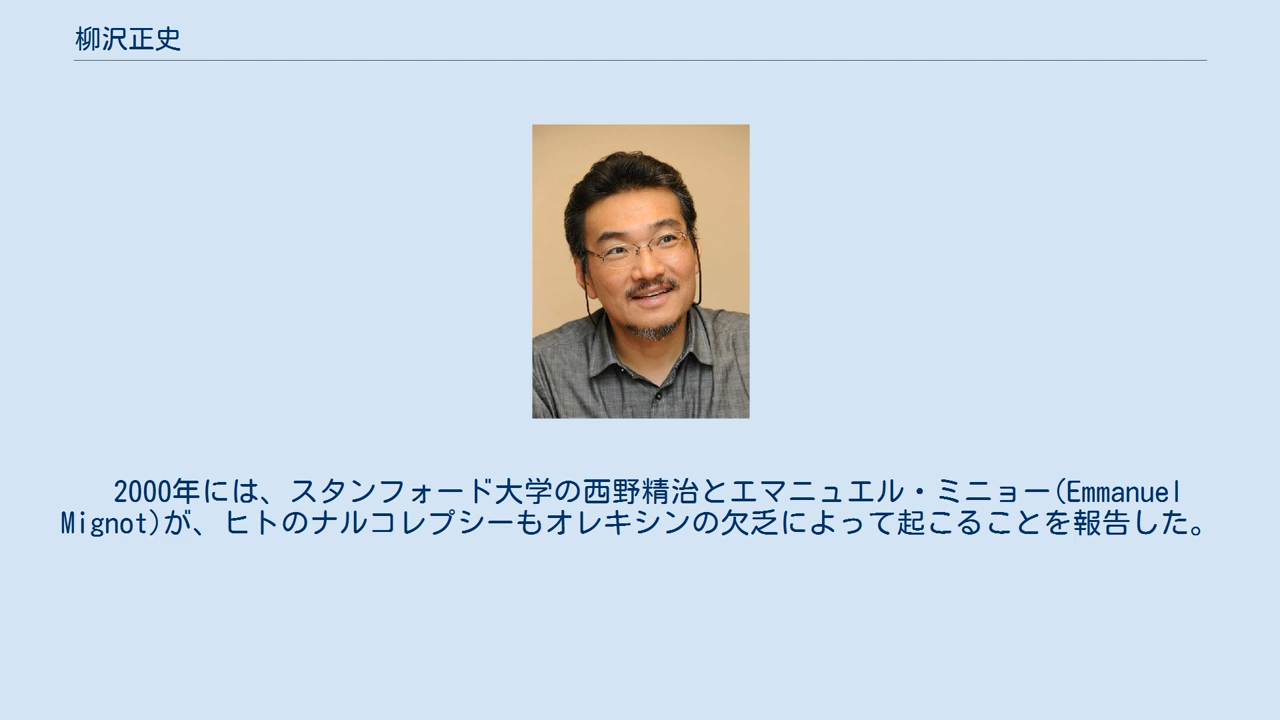 柳沢正史
2000年には、スタンフォード大学の西野精治とエマニュエル・ミニョー(Emmanuel
Mignot)が、ヒトのナルコレプシーもオレキシンの欠乏によって起こることを報告した。